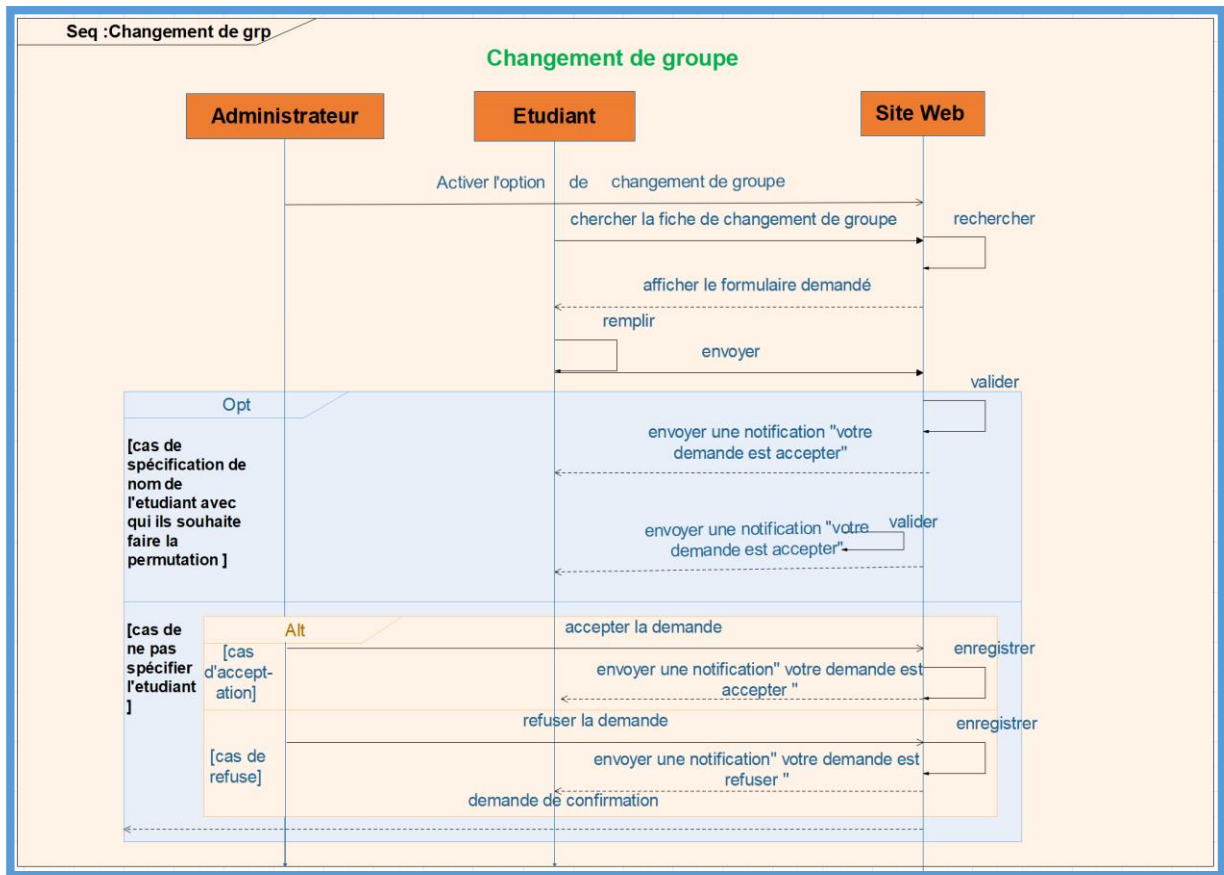 Seq :Changement de grp
Changement de groupe
Administrateur
Etudiant
Site Web
Activer l'option de changement de groupe
chercher la fiche de changement de groupe
rechercher
afficher le formulaire demandé
remplir
envoyer
valider
Opt
[cas de
spécification de
nom de
l'etudiant avec
qui ils souhaite
faire la
permutation ]
envoyer une notification "votre
demande est accepter"
valider
envoyer une notification "votre
demande est accepter"
[cas de
ne pas
spécifier
l'etudiant
]
Alt
accepter la demande
[cas
d'accept-
ation]
enregistrer
envoyer une notification" votre demande est
accepter "
refuser la demande
enregistrer
[cas de
refuse]
envoyer une notification" votre demande est
refuser "
demande de confirmation